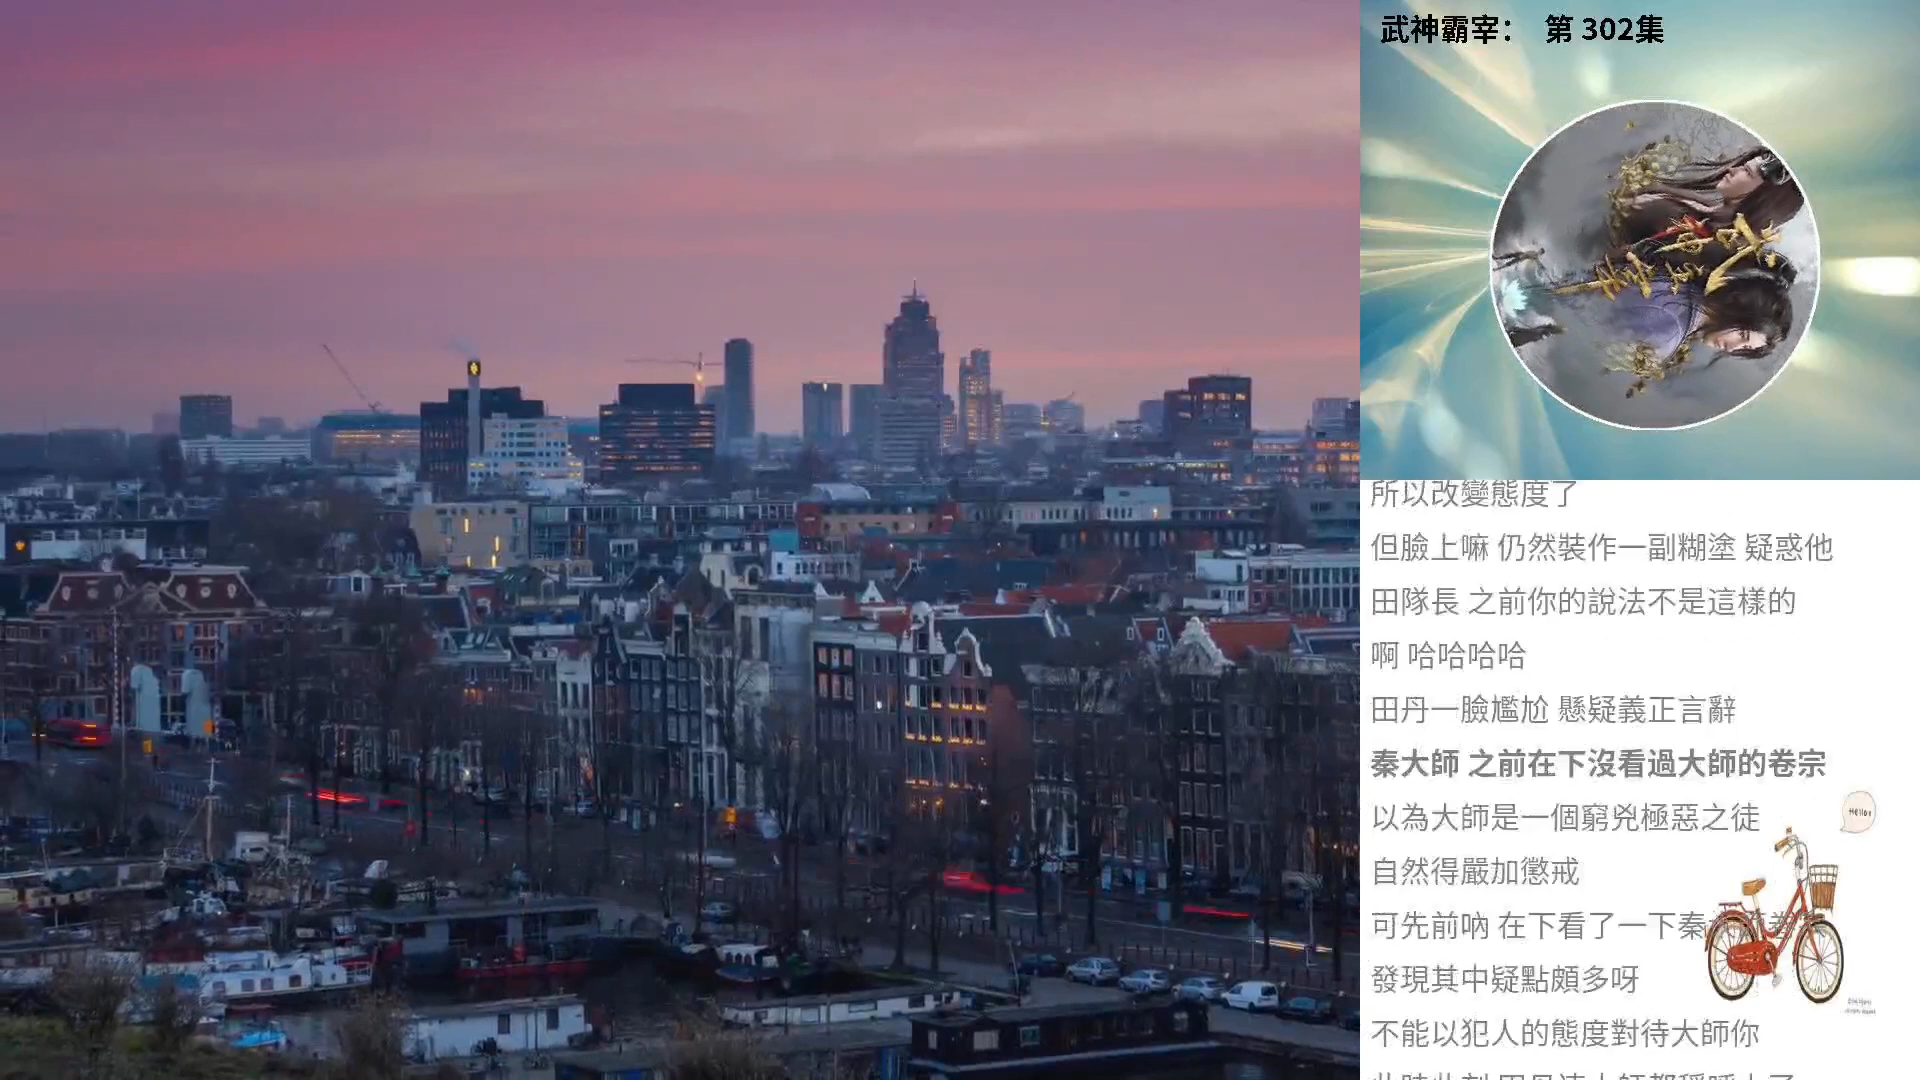 武神霸宰： 第 302集
所以改變態度了
但臉上嘛 仍然裝作一副糊塗 疑惑他
田隊長 之前你的說法不是這樣的
啊 哈哈哈哈
田丹一臉尷尬 懸疑義正言辭
秦大師 之前在下沒看過大師的卷宗
以為大師是一個窮兇極惡之徒
Hello!
自然得嚴加懲戒
可先前吶 在下看了一下秦
發現其中疑點頗多呀
不能以犯人的態度對待大師你